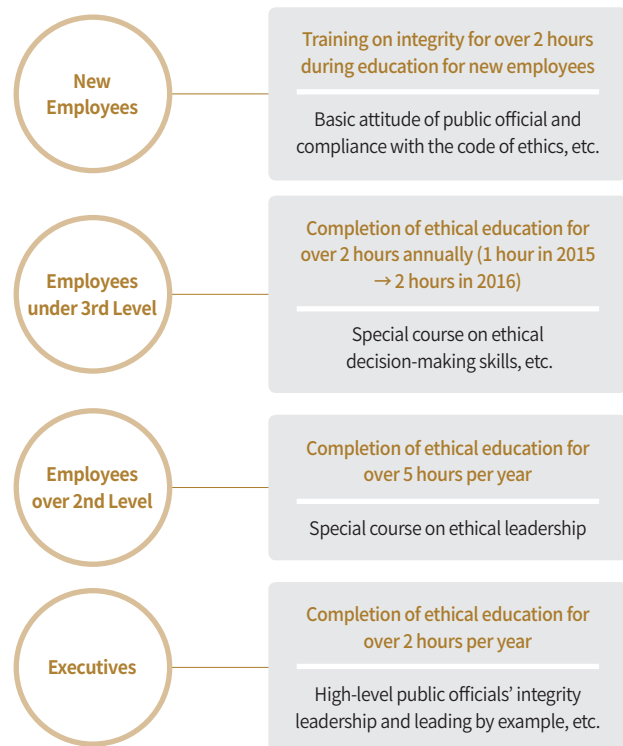 New
Employees
Training on integrity for over 2 hours
during education for new employees
Basic attitude of public official and
compliance with the code of ethics, etc.
Employees
under 3rd Level
Completion of ethical education for
over 2 hours annually (1 hour in 2015
→ 2 hours in 2016)
Special course on ethical
decision-making skills, etc.
Employees
over 2nd Level
Completion of ethical education for
over 5 hours per year
Special course on ethical leadership
Executives
Completion of ethical education for
over 2 hours per year
High-level public officials’ integrity
leadership and leading by example, etc.